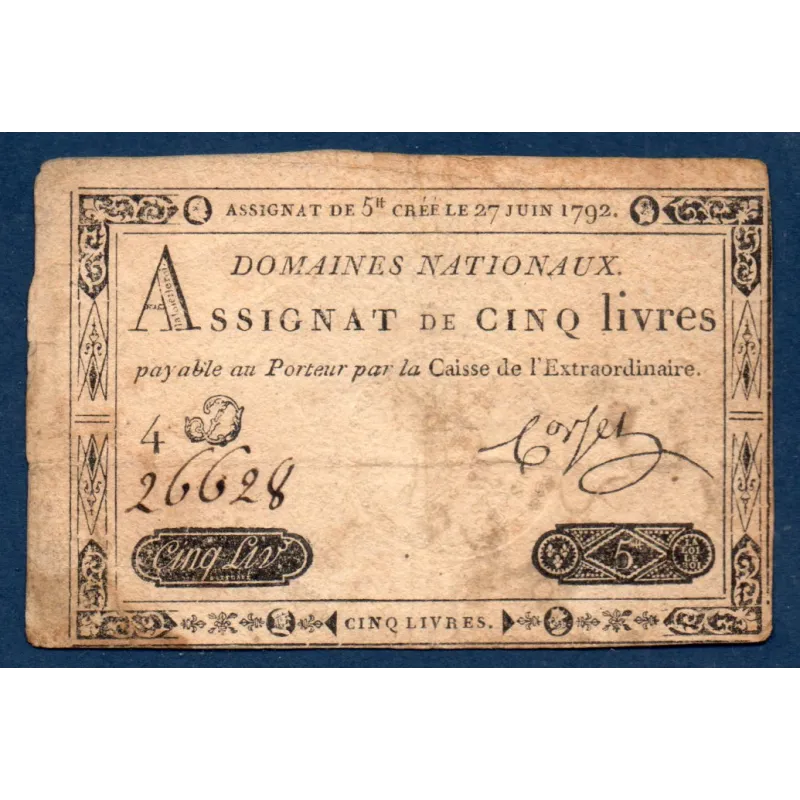 ASSIGNAT DE 5lt CRÉÉ LE 27 JUIN 1792.
DOMAINES NATIONAUX.
ASSIGNAT DE CINQ livres
payable au Porteur par la Caisse de l'Extraordinaire.
4 D
Corsel
26628
Cinq Liv
5
LA LOI LE ROI
CINQ LIVRES.